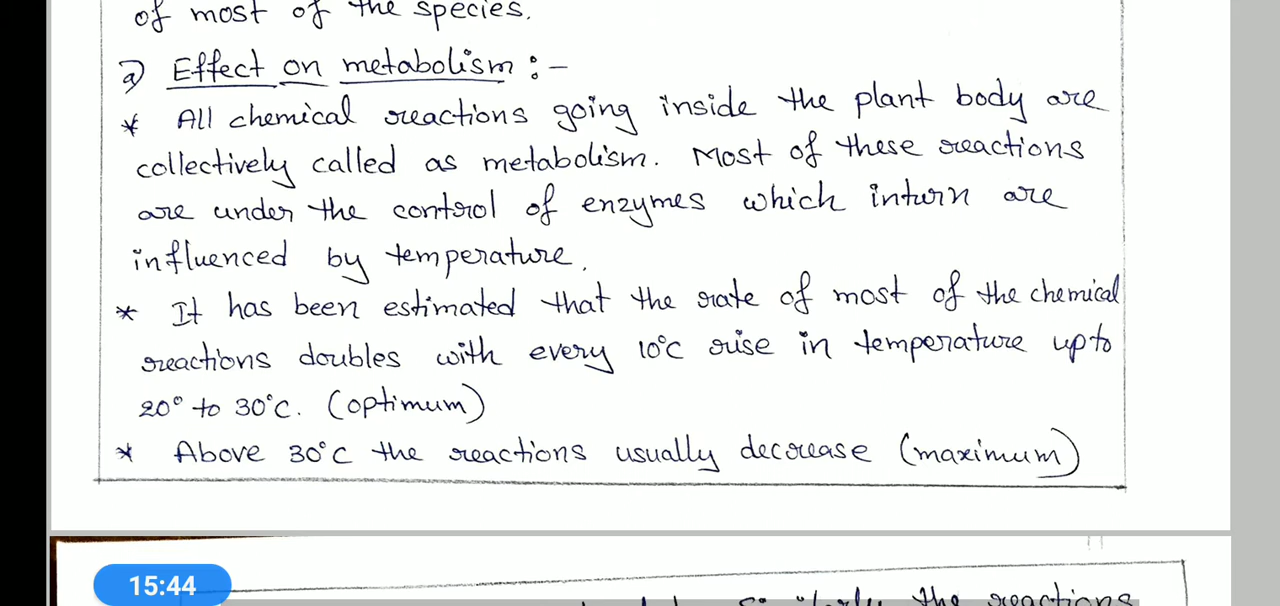 of most of the species.
a) Effect on metabolism :-
* All chemical reactions going inside the plant body are
collectively called as metabolism. Most of these reactions
are under the control of enzymes which inturn are
influenced by temperature.
* It has been estimated that the rate of most of the chemical
reactions doubles with every 10°C rise in temperature upto
20° to 30°C. (optimum)
* Above 30°C the reactions usually decrease (maximum)
15:44
the reactions